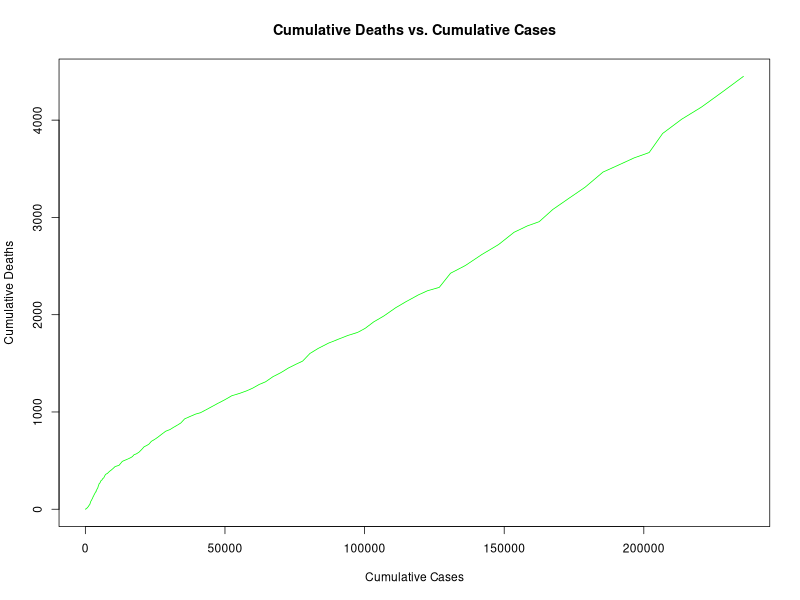 Cumulative Deaths vs. Cumulative Cases
Cumulative Deaths
4000
3000
2000
1000
0
0 50000 100000 150000 200000
Cumulative Cases